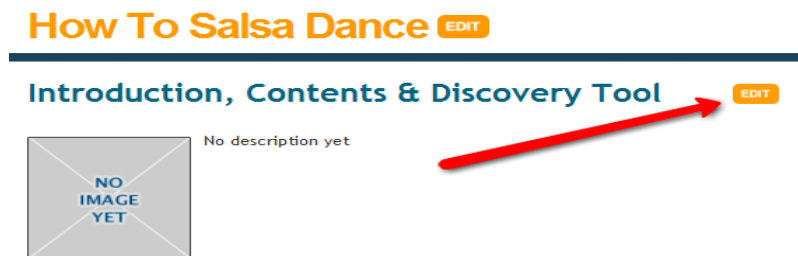 How To Salsa Dance EDIT
Introduction, Contents & Discovery Tool EDIT
No description yet
NO
IMAGE
YET